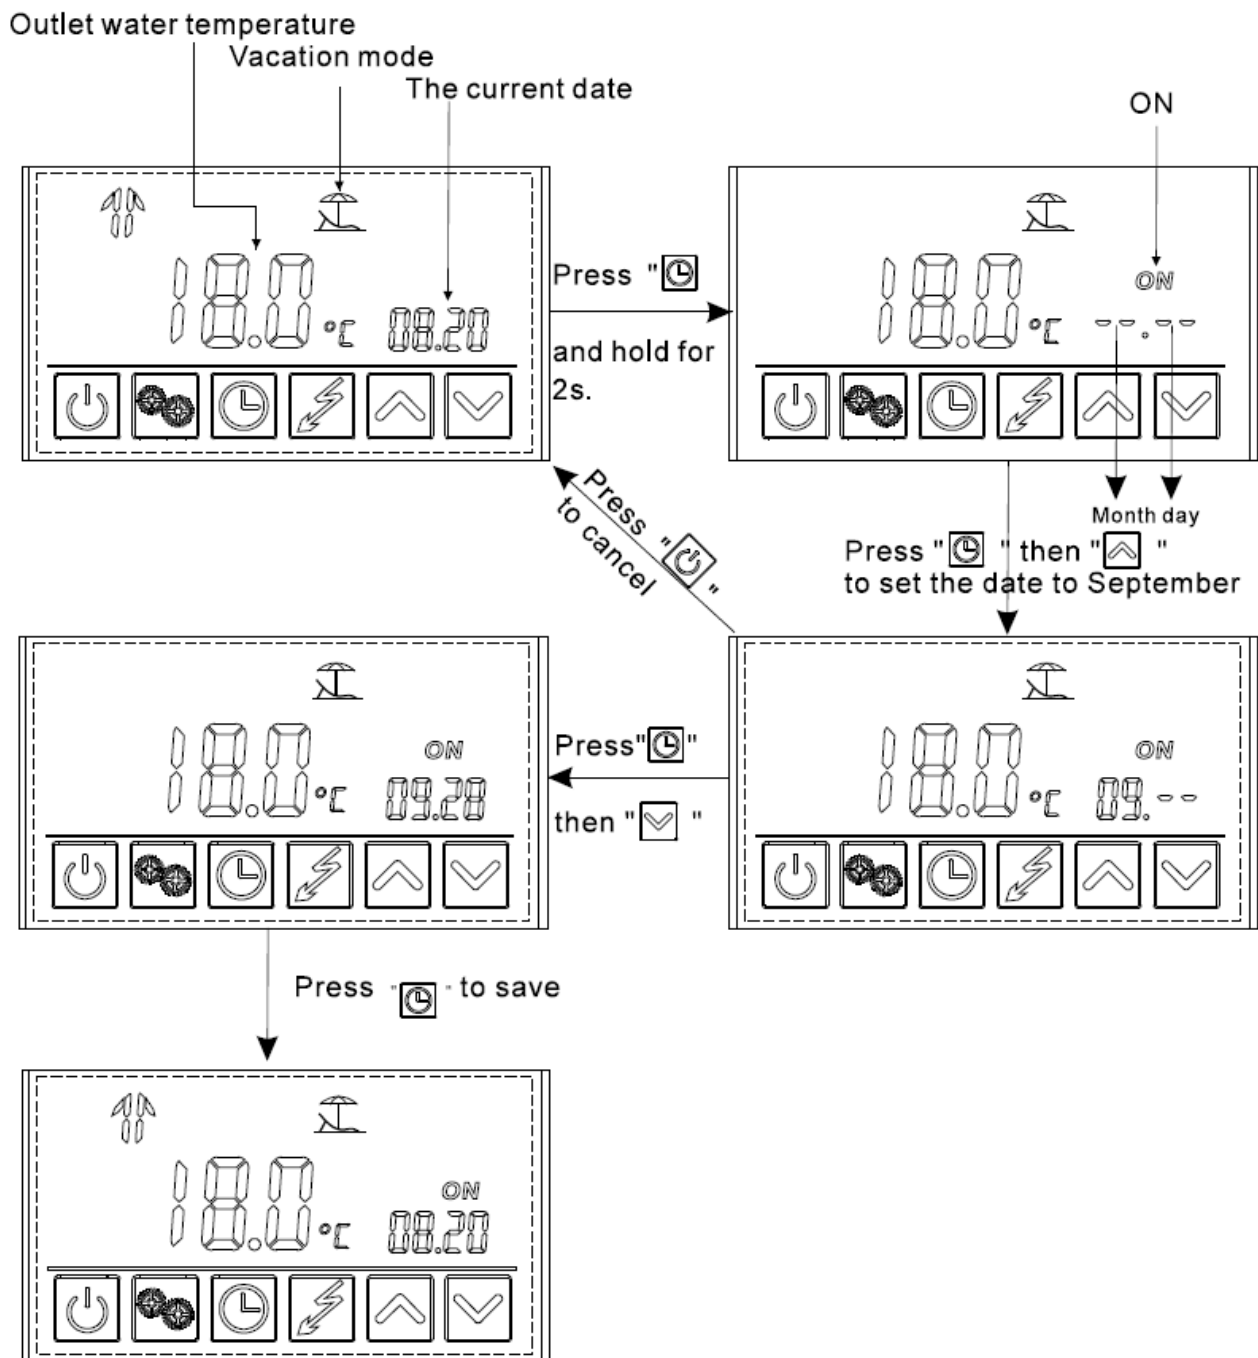 Outlet water temperature
Vacation mode
The current date
ON
18.0 °C 08.20
Press "
and hold for
2s.
ON
18.0 °C --.--
Month day
Press " " then " "
to set the date to September
Press " "
to cancel
ON
18.0 °C 09.28
Press" "
then " "
ON
18.0 °C 09.--
Press " " to save
ON
18.0 °C 08.20